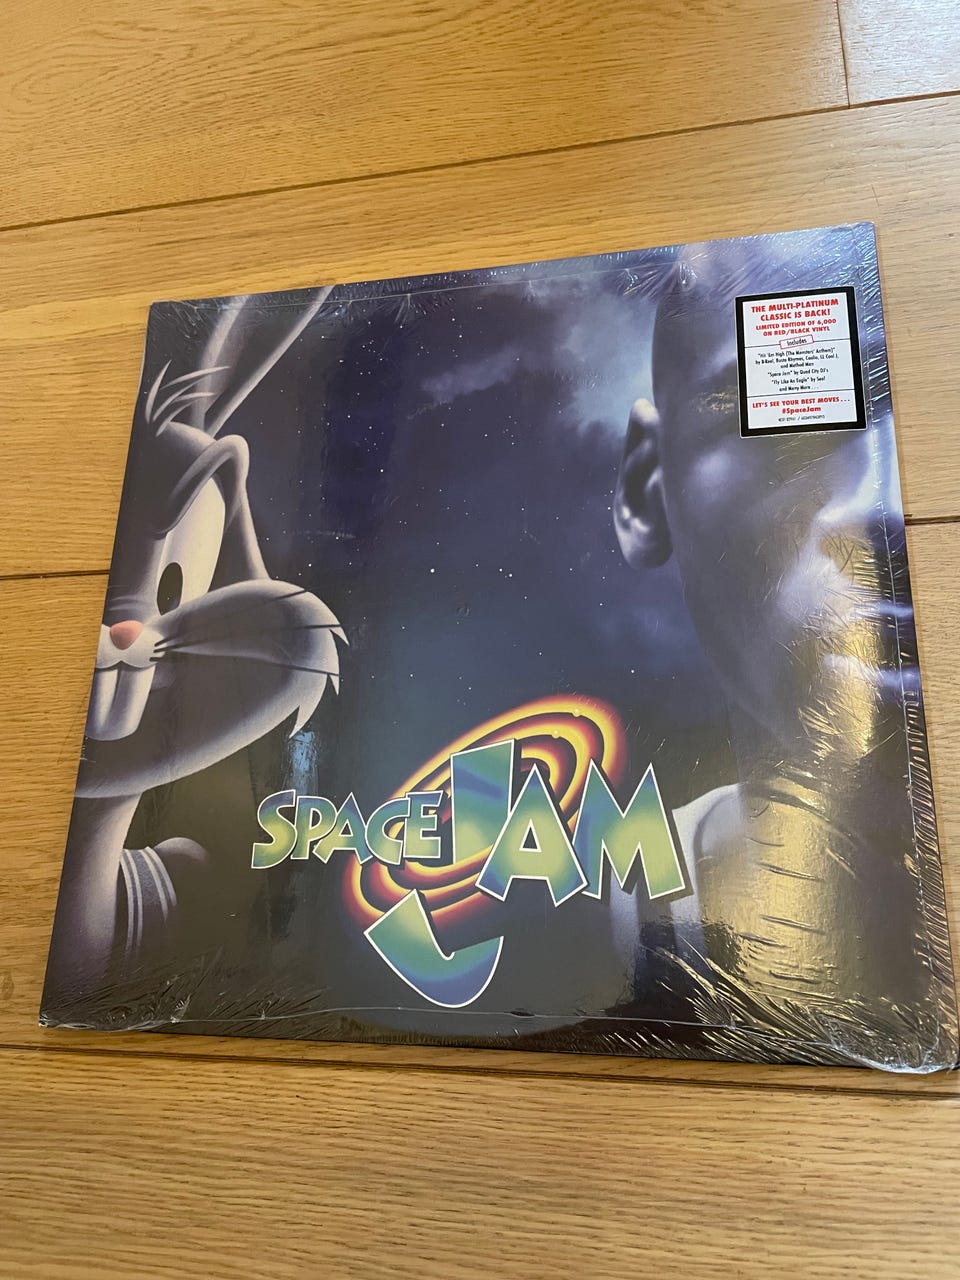 THE MULTI-PLATINUM
CLASSIC IS BACK!
LIMITED EDITION OF 6,000
ON RED/BLACK VINYL
Includes
"Hit 'Em High (The Monstars' Anthem)"
by B-Real, Busta Rhymes, Coolio, LL Cool J,
and Method Man
"Space Jam" by Quad City DJ's
"Fly Like An Eagle" by Seal
and Many More . . .
LET'S SEE YOUR BEST MOVES . . .
#SpaceJam
SPACE JAM